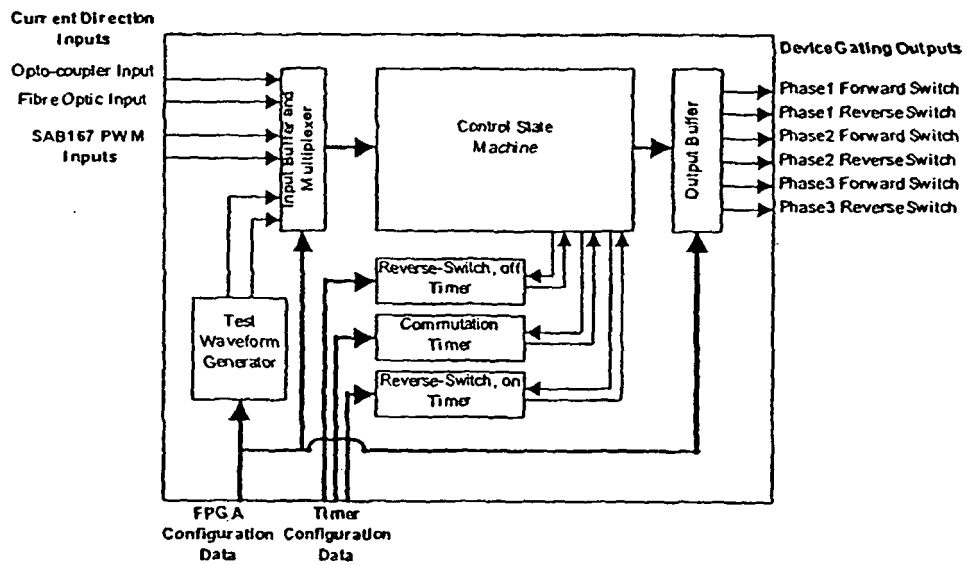 Current Direction
Inputs
Opto-coupler Input
Fibre Optic Input
SAB167 PWM
Inputs
Input Buffer and
Multiplexer
Control State
Machine
Output Buffer
Device Gating Outputs
Phase1 Forward Switch
Phase1 Reverse Switch
Phase2 Forward Switch
Phase2 Reverse Switch
Phase3 Forward Switch
Phase3 Reverse Switch
Reverse-Switch, off
Timer
Commutation
Timer
Reverse-Switch, on
Timer
Test
Waveform
Generator
FPGA
Configuration
Data
Timer
Configuration
Data